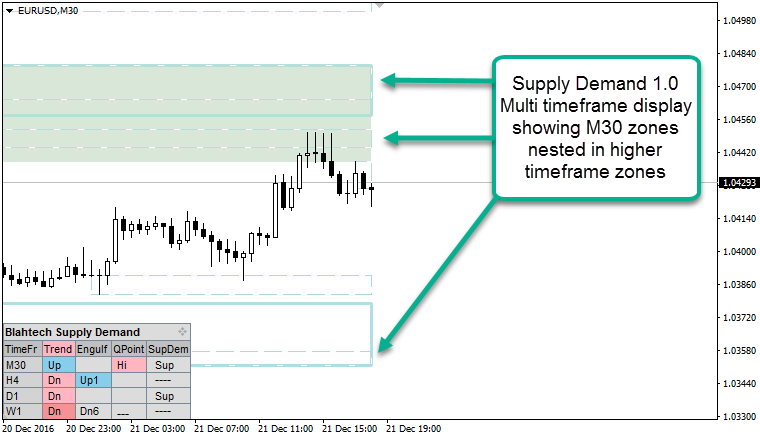 EURUSD,M30
1.04980
1.04840
1.04700
1.04560
1.04420
1.04293
1.04140
1.04000
1.03860
1.03720
1.03580
1.03440
1.03300
Supply Demand 1.0
Multi timeframe display
showing M30 zones
nested in higher
timeframe zones
Blahtech Supply Demand
TimeFr Trend Engulf QPoint SupDem
M30 Up Hi Sup
H4 Dn Up1 ----
D1 Dn Sup
W1 Dn Dn6 --- ----
20 Dec 2016 20 Dec 23:00 21 Dec 03:00 21 Dec 07:00 21 Dec 11:00 21 Dec 15:00 21 Dec 19:00